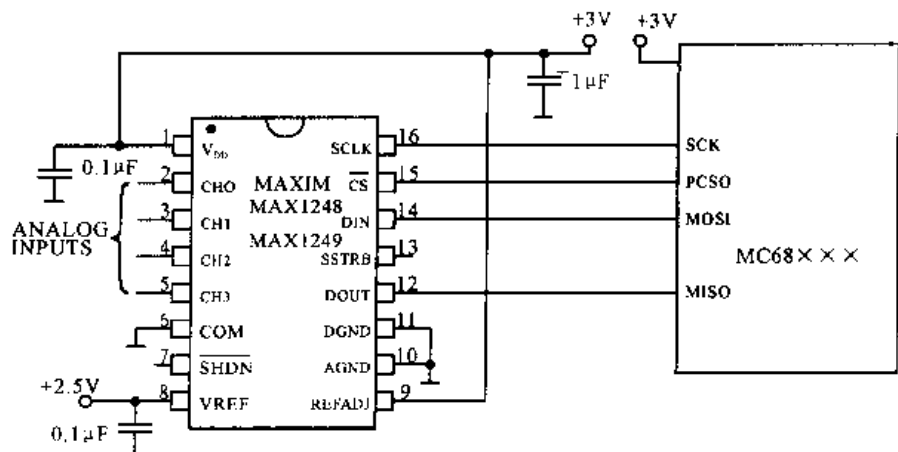 +3V
+3V
1µF
0.1µF
1
2
3
4
5
6
7
8
16
15
14
13
12
11
10
9
V_DD
CHO
CH1
CH2
CH3
COM
SHDN
VREF
MAXIM
MAX1248
MAX1249
SCLK
CS
DIN
SSTRB
DOUT
DGND
AGND
REFADJ
ANALOG
INPUTS
+2.5V
0.1µF
SCK
PCSO
MOSI
MISO
MC68×××